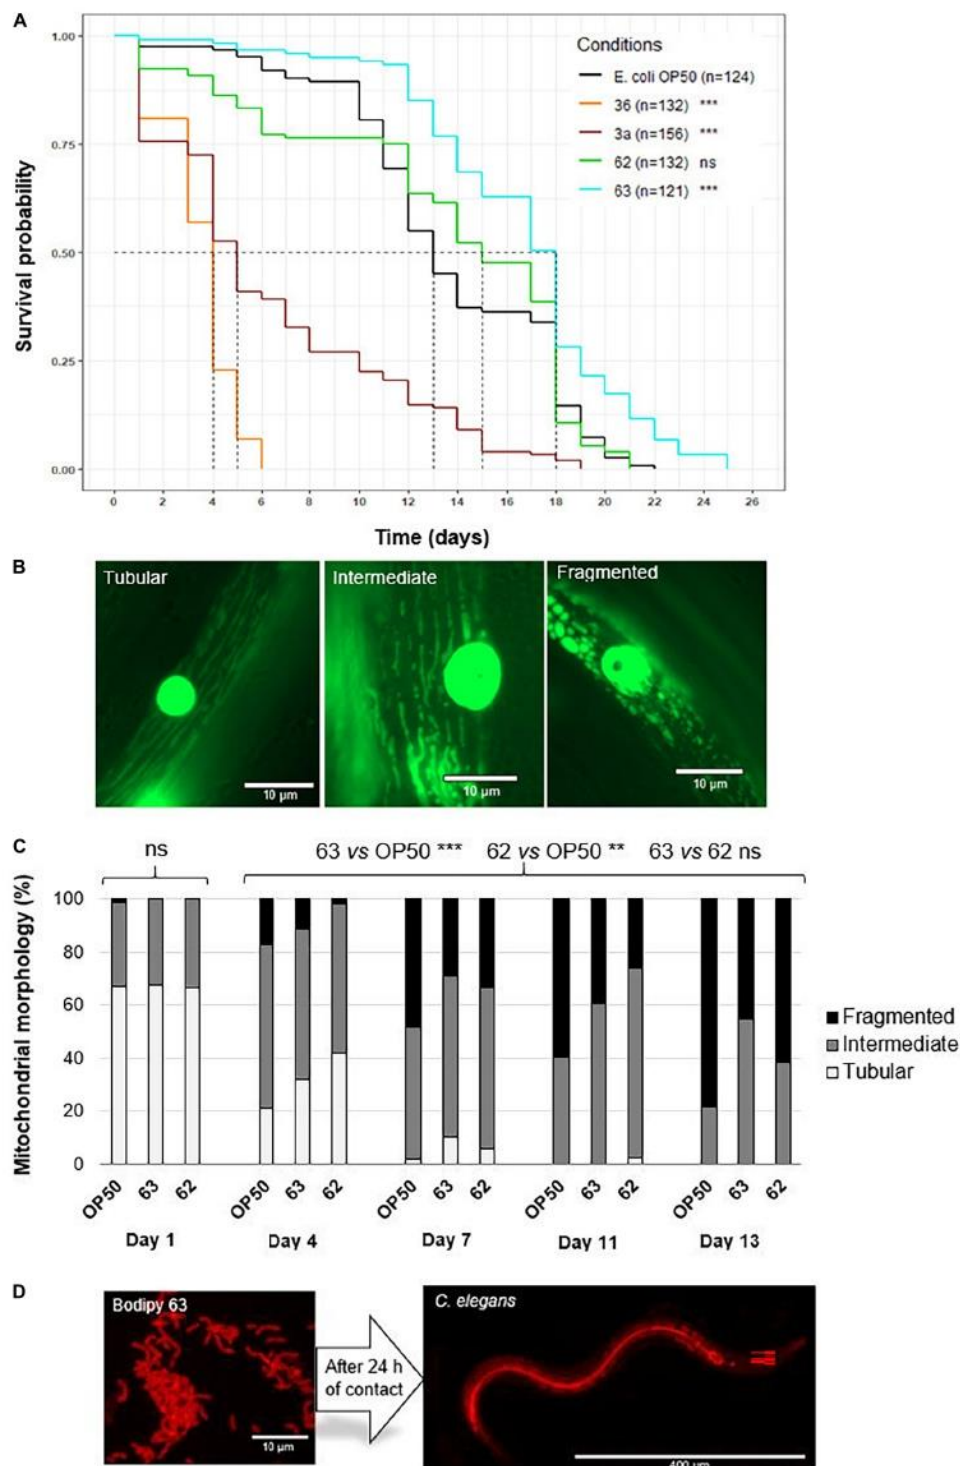 A
Survival probability
1.00
0.75
0.50
0.25
0.00
Conditions
E. coli OP50 (n=124)
36 (n=132) ***
3a (n=156) ***
62 (n=132) ns
63 (n=121) ***
0 2 4 6 8 10 12 14 16 18 20 22 24 26
Time (days)
B
Tubular
10 µm
Intermediate
10 µm
Fragmented
10 µm
C
ns
63 vs OP50 *** 62 vs OP50 ** 63 vs 62 ns
Mitochondrial morphology (%)
100
80
60
40
20
0
Fragmented
Intermediate
Tubular
OP50 63 62 OP50 63 62 OP50 63 62 OP50 63 62 OP50 63 62
Day 1 Day 4 Day 7 Day 11 Day 13
D
Bodipy 63
10 µm
After 24 h
of contact
C. elegans
400 µm